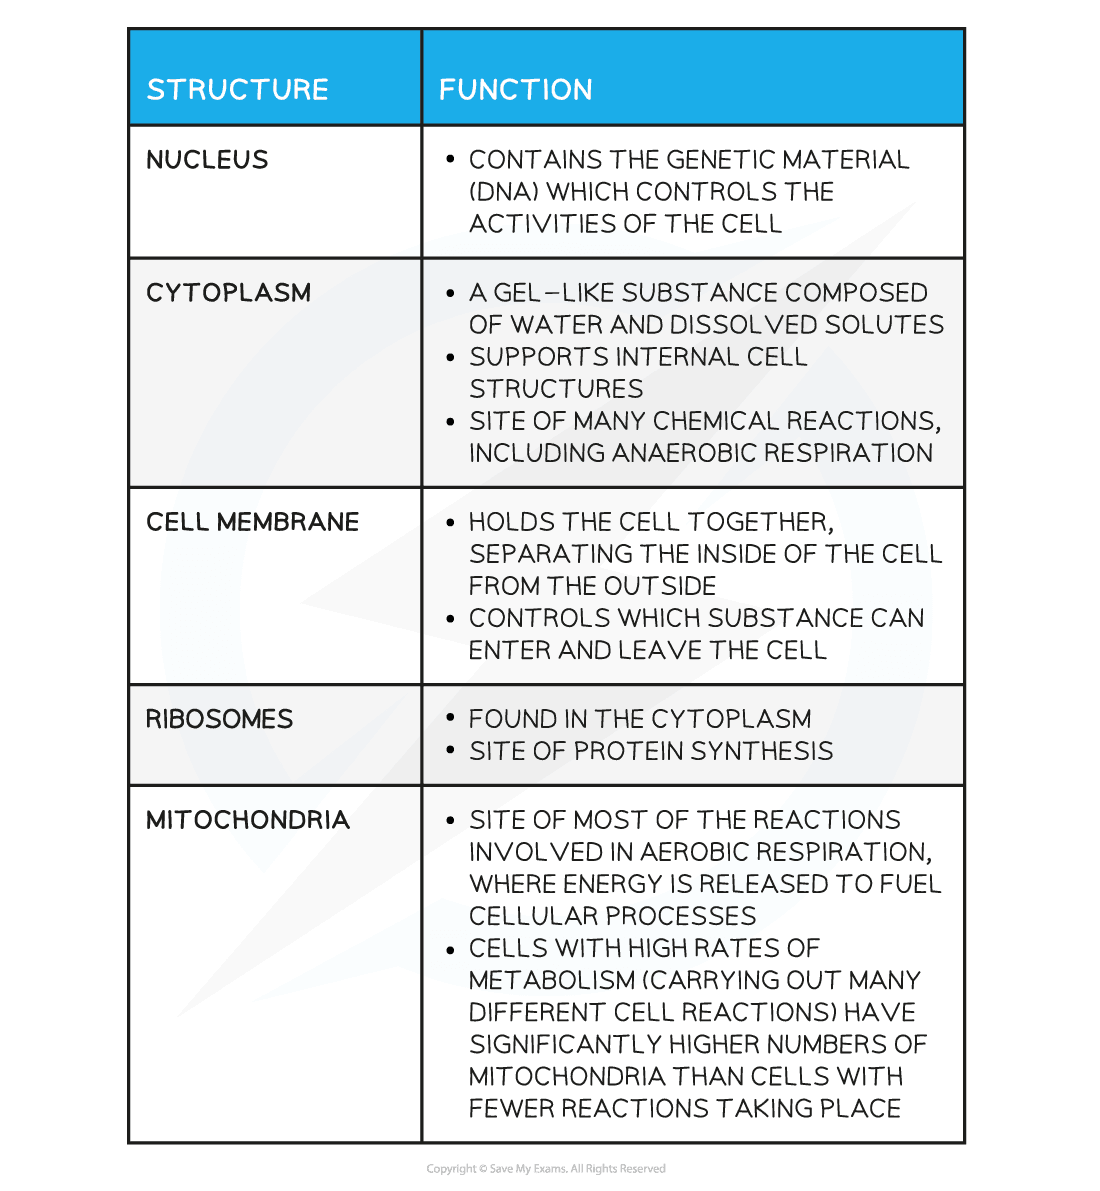 STRUCTURE
FUNCTION
NUCLEUS
• CONTAINS THE GENETIC MATERIAL
(DNA) WHICH CONTROLS THE
ACTIVITIES OF THE CELL
CYTOPLASM
• A GEL–LIKE SUBSTANCE COMPOSED
OF WATER AND DISSOLVED SOLUTES
• SUPPORTS INTERNAL CELL
STRUCTURES
• SITE OF MANY CHEMICAL REACTIONS,
INCLUDING ANAEROBIC RESPIRATION
CELL MEMBRANE
• HOLDS THE CELL TOGETHER,
SEPARATING THE INSIDE OF THE CELL
FROM THE OUTSIDE
• CONTROLS WHICH SUBSTANCE CAN
ENTER AND LEAVE THE CELL
RIBOSOMES
• FOUND IN THE CYTOPLASM
• SITE OF PROTEIN SYNTHESIS
MITOCHONDRIA
• SITE OF MOST OF THE REACTIONS
INVOLVED IN AEROBIC RESPIRATION,
WHERE ENERGY IS RELEASED TO FUEL
CELLULAR PROCESSES
• CELLS WITH HIGH RATES OF
METABOLISM (CARRYING OUT MANY
DIFFERENT CELL REACTIONS) HAVE
SIGNIFICANTLY HIGHER NUMBERS OF
MITOCHONDRIA THAN CELLS WITH
FEWER REACTIONS TAKING PLACE
Copyright © Save My Exams. All Rights Reserved